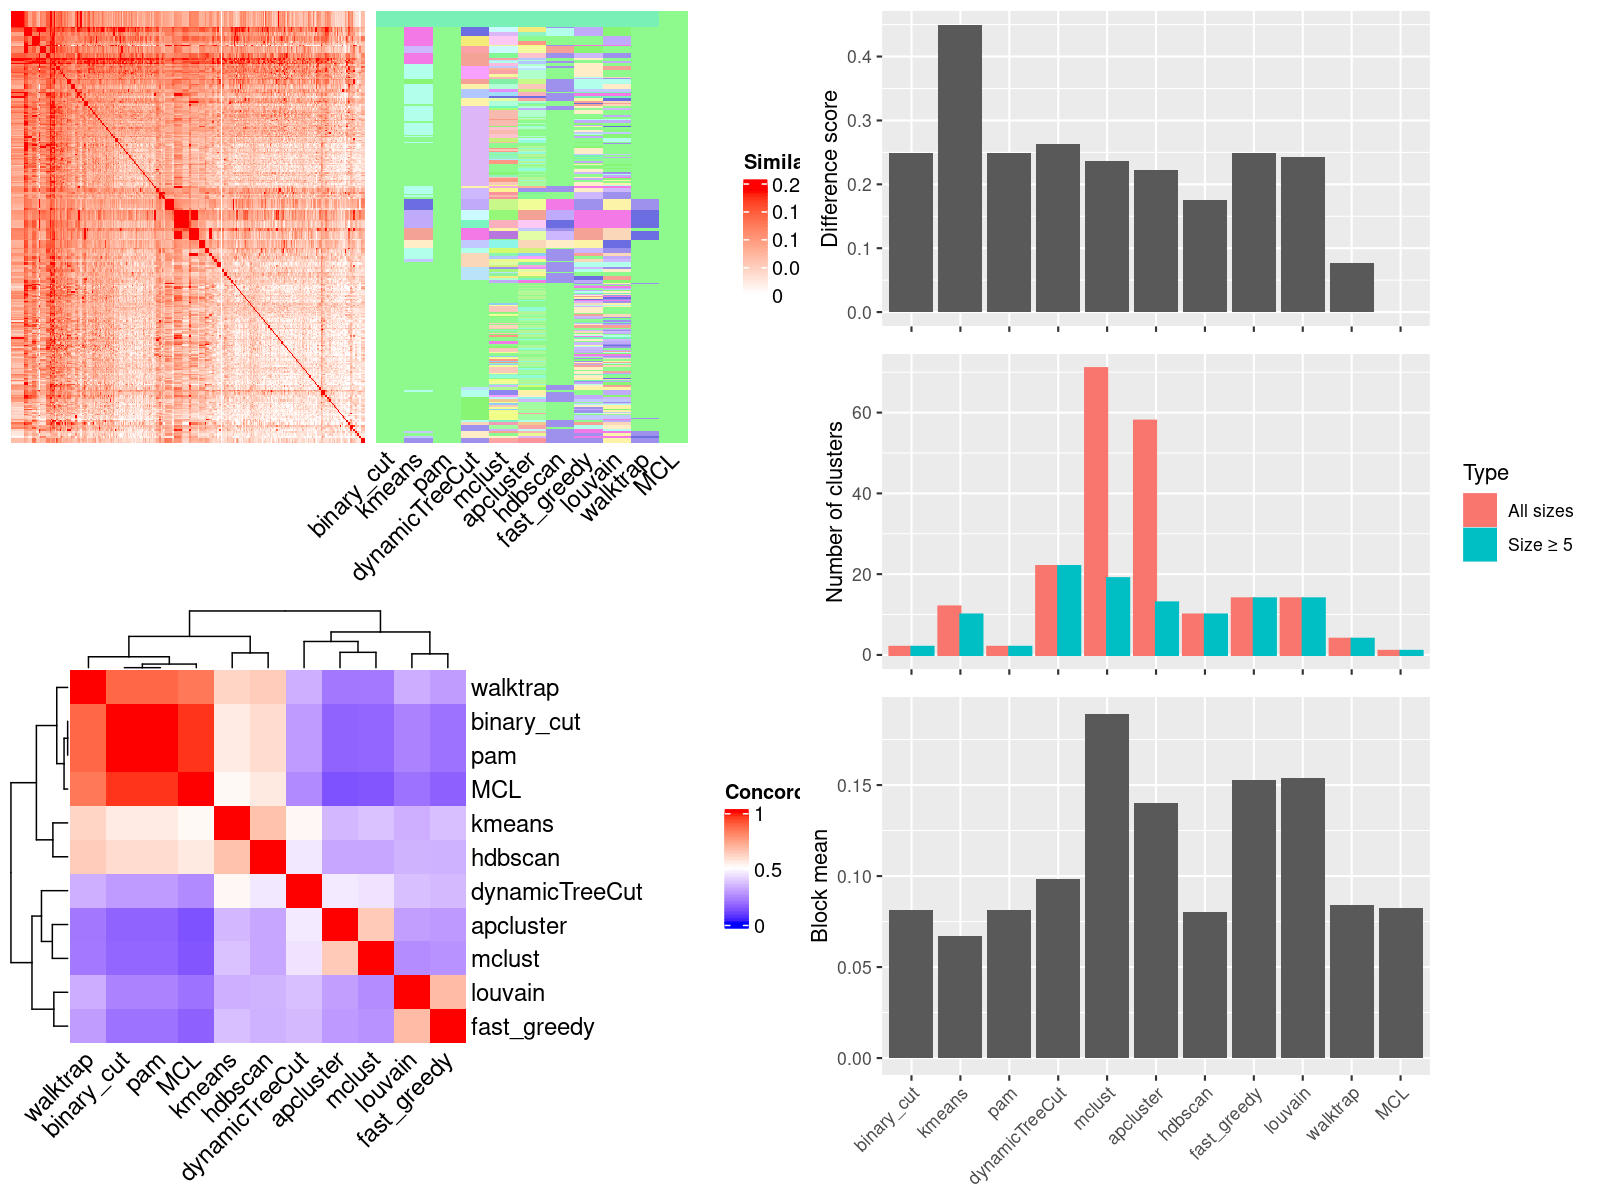 Simila
0.2
0.1
0.1
0.0
0
binary_cut
kmeans
pam
dynamicTreeCut
mclust
apcluster
hdbscan
fast_greedy
louvain
walktrap
MCL
walktrap
binary_cut
pam
MCL
kmeans
hdbscan
dynamicTreeCut
apcluster
mclust
louvain
fast_greedy
walktrap
binary_cut
pam
MCL
kmeans
hdbscan
dynamicTreeCut
apcluster
mclust
louvain
fast_greedy
Concord
1
0.5
0
Difference score
0.4
0.3
0.2
0.1
0.0
Number of clusters
60
40
20
0
Type
All sizes
Size ≥ 5
Block mean
0.15
0.10
0.05
0.00
binary_cut
kmeans
pam
dynamicTreeCut
mclust
apcluster
hdbscan
fast_greedy
louvain
walktrap
MCL